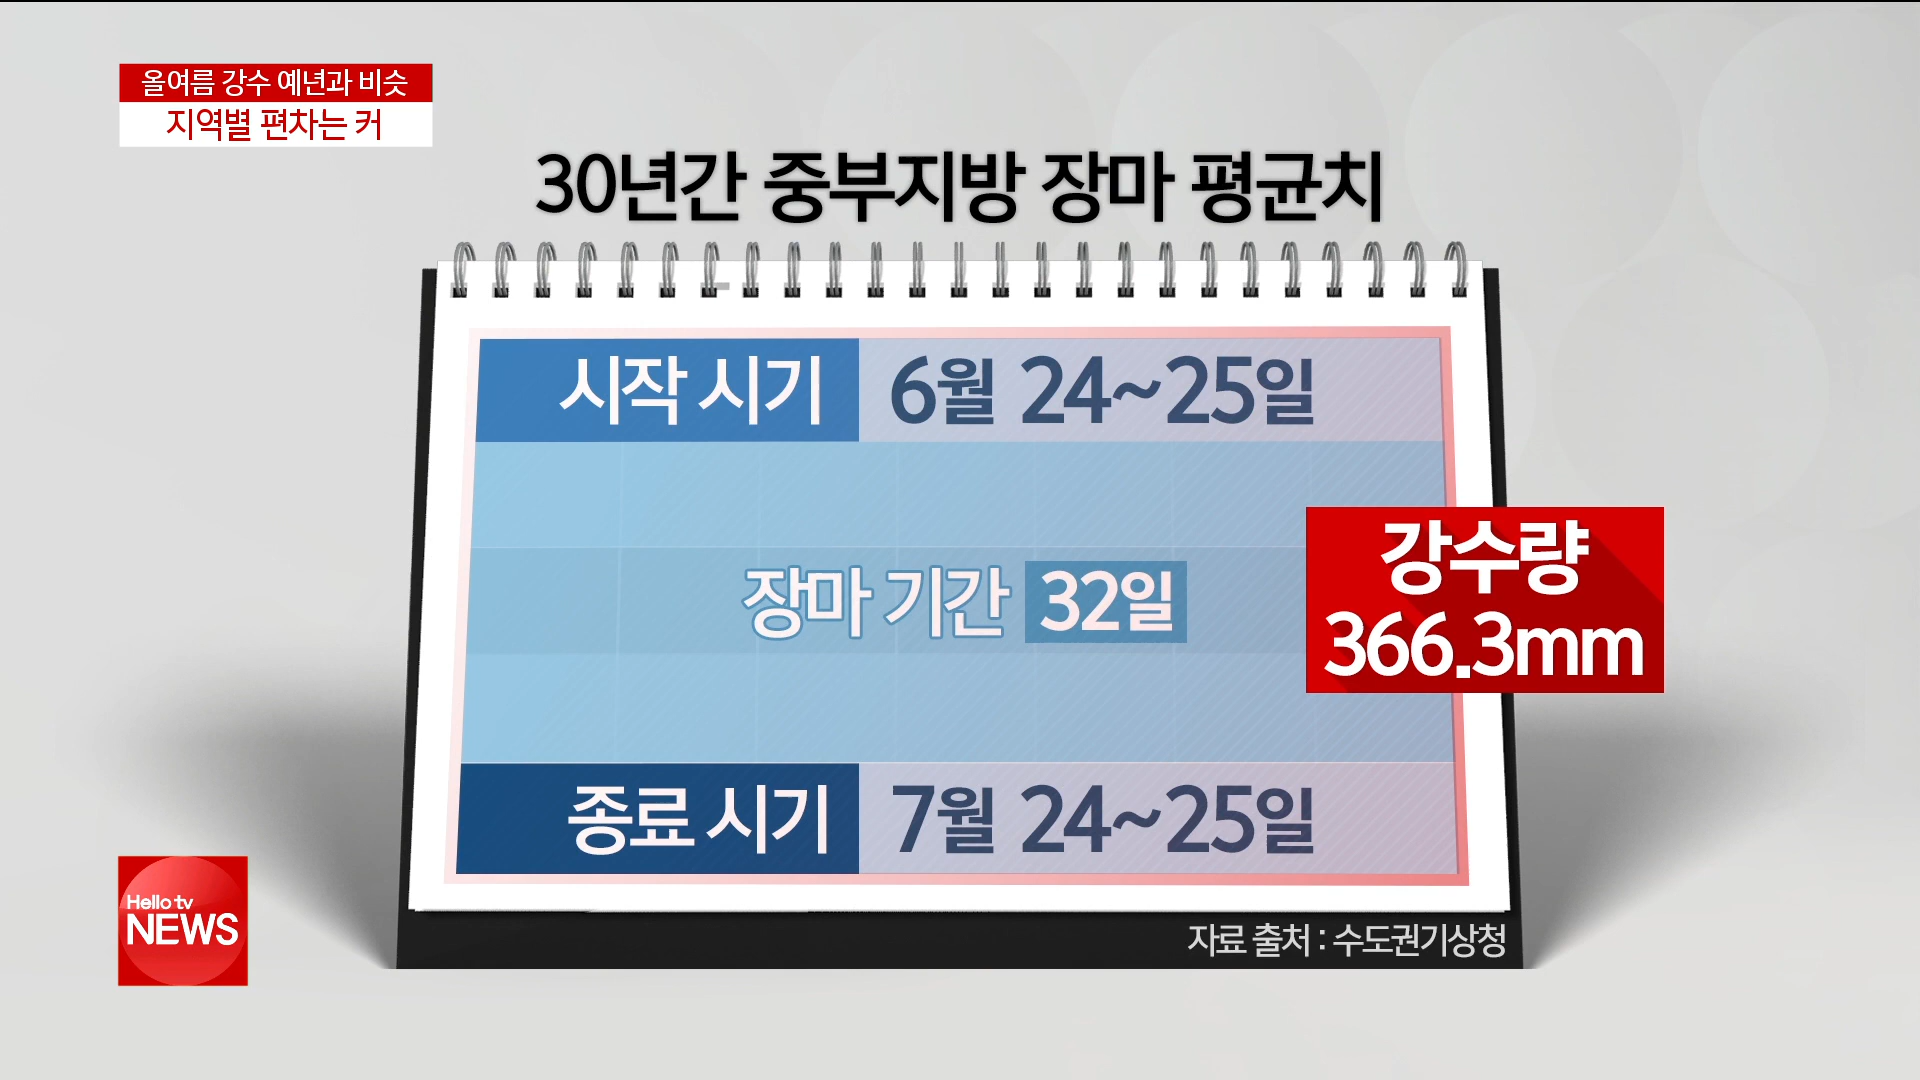 올여름 강수 예년과 비슷
지역별 편차는 커
30년간 중부지방 장마 평균치
시작 시기 6월 24~25일
장마 기간 32일
강수량
366.3mm
종료 시기 7월 24~25일
자료 출처 : 수도권기상청
Hello tv
NEWS